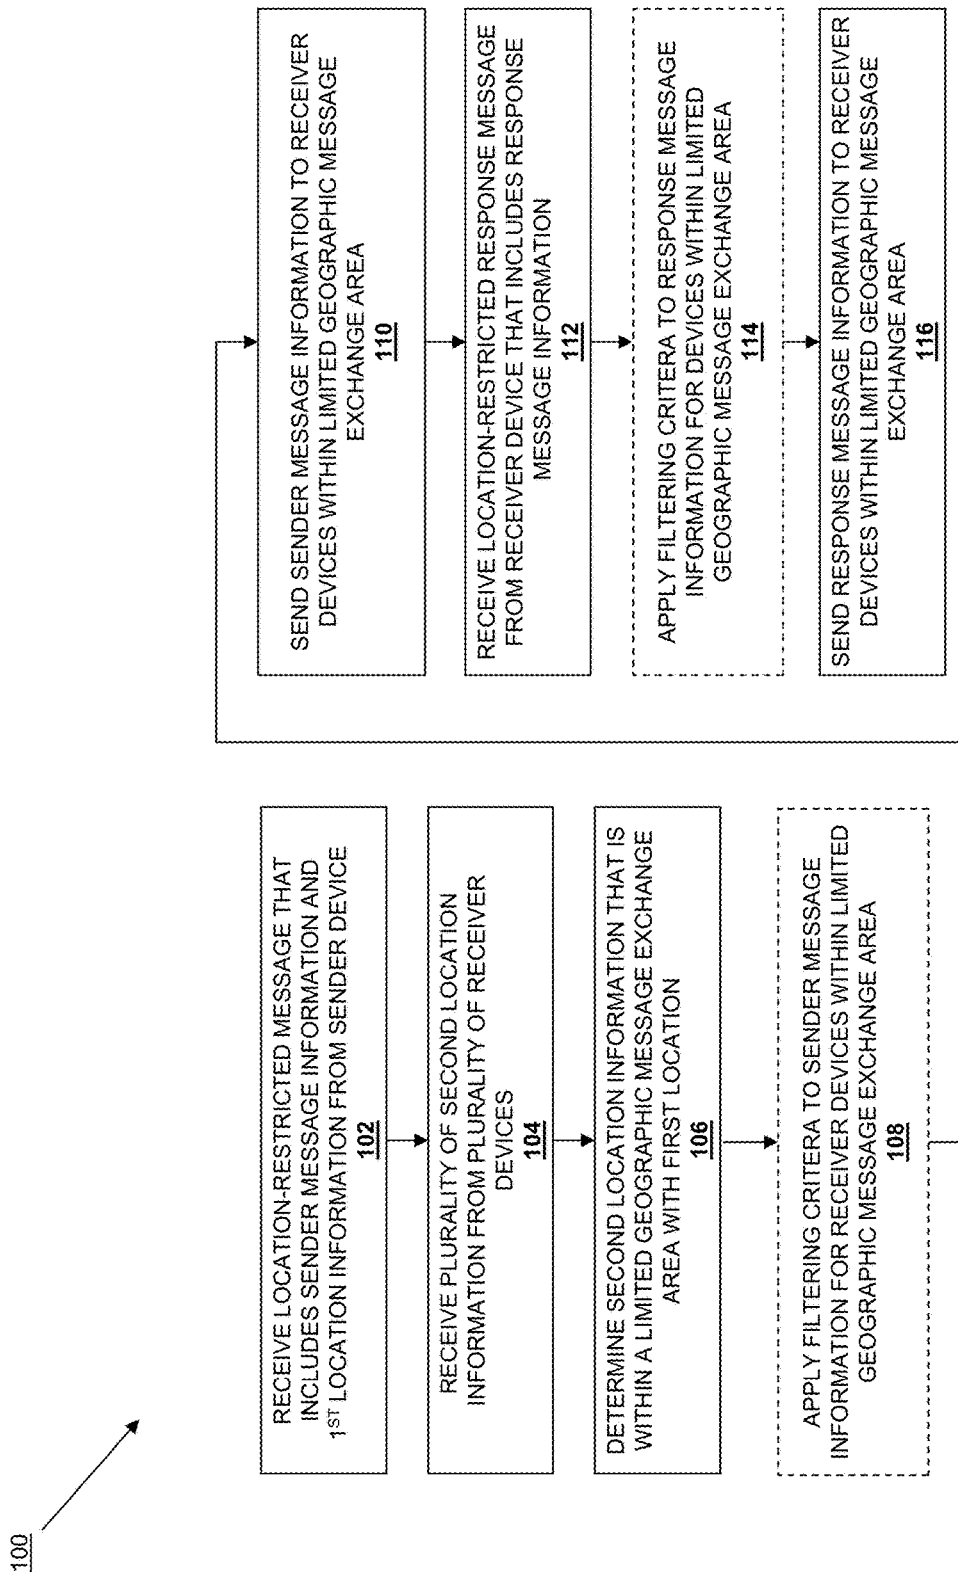 100
RECEIVE LOCATION-RESTRICTED MESSAGE THAT
INCLUDES SENDER MESSAGE INFORMATION AND
1ST LOCATION INFORMATION FROM SENDER DEVICE
102
RECEIVE PLURALITY OF SECOND LOCATION
INFORMATION FROM PLURALITY OF RECEIVER
DEVICES
104
DETERMINE SECOND LOCATION INFORMATION THAT IS
WITHIN A LIMITED GEOGRAPHIC MESSAGE EXCHANGE
AREA WITH FIRST LOCATION
106
APPLY FILTERING CRITERA TO SENDER MESSAGE
INFORMATION FOR RECEIVER DEVICES WITHIN LIMITED
GEOGRAPHIC MESSAGE EXCHANGE AREA
108
SEND SENDER MESSAGE INFORMATION TO RECEIVER
DEVICES WITHIN LIMITED GEOGRAPHIC MESSAGE
EXCHANGE AREA
110
RECEIVE LOCATION-RESTRICTED RESPONSE MESSAGE
FROM RECEIVER DEVICE THAT INCLUDES RESPONSE
MESSAGE INFORMATION
112
APPLY FILTERING CRITERA TO RESPONSE MESSAGE
INFORMATION FOR DEVICES WITHIN LIMITED
GEOGRAPHIC MESSAGE EXCHANGE AREA
114
SEND RESPONSE MESSAGE INFORMATION TO RECEIVER
DEVICES WITHIN LIMITED GEOGRAPHIC MESSAGE
EXCHANGE AREA
116